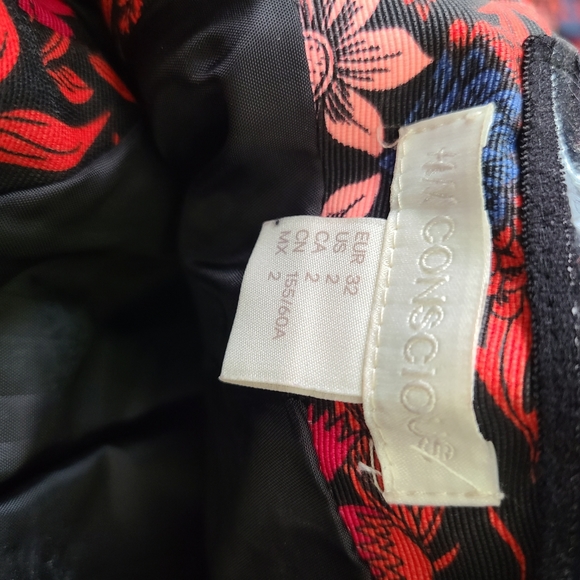 H&M CONSCIOUS
EUR 32
US 2
CA 2
CN 155/60A
MX 2